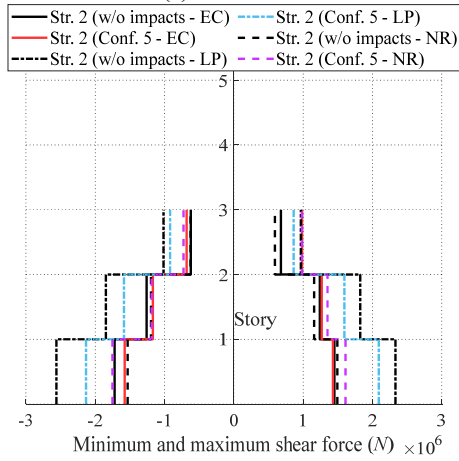 Str. 2 (w/o impacts - EC) Str. 2 (Conf. 5 - LP)
Str. 2 (Conf. 5 - EC) Str. 2 (w/o impacts - NR)
Str. 2 (w/o impacts - LP) Str. 2 (Conf. 5 - NR)
5
4
3
2
Story
1
-3 -2 -1 0 1 2 3
Minimum and maximum shear force (N) ×10⁶